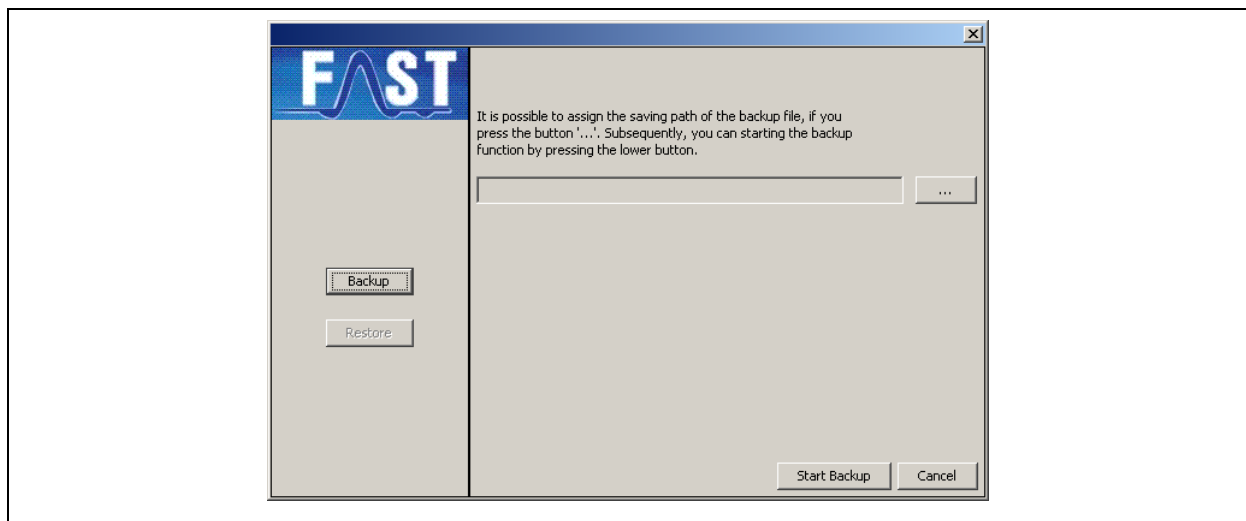 FAST
It is possible to assign the saving path of the backup file, if you
press the button '...'. Subsequently, you can starting the backup
function by pressing the lower button.
...
Backup
Restore
Start Backup
Cancel